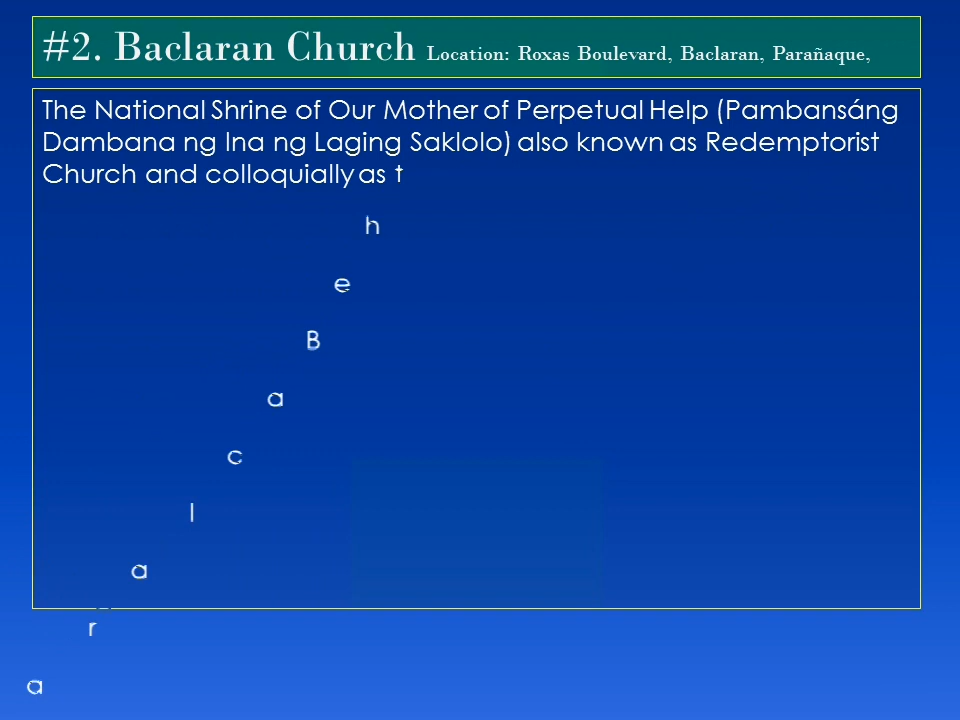 #2. Baclaran Church Location: Roxas Boulevard, Baclaran, Parañaque,
The National Shrine of Our Mother of Perpetual Help (Pambansáng
Dambana ng Ina ng Laging Saklolo) also known as Redemptorist
Church and colloquially as t
h
e
B
a
c
l
a
r
a